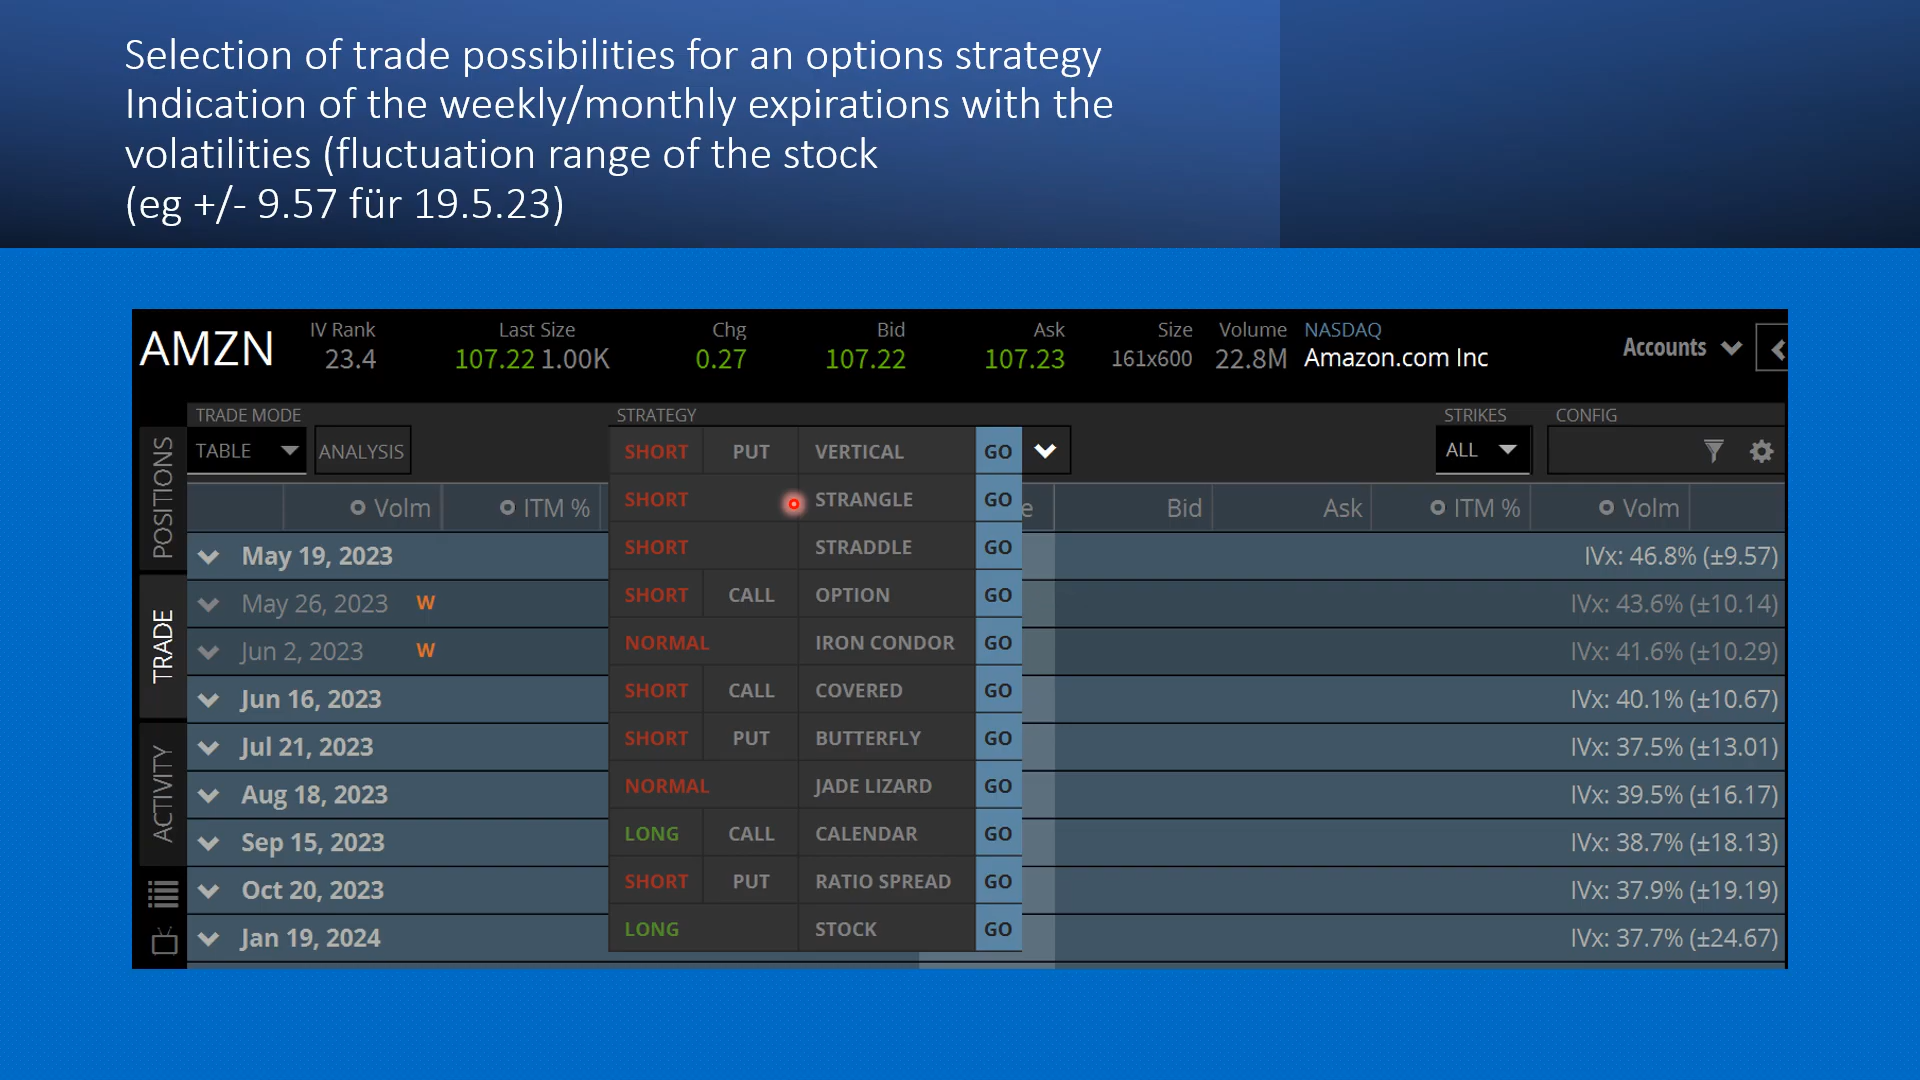 Selection of trade possibilities for an options strategy
Indication of the weekly/monthly expirations with the
volatilities (fluctuation range of the stock
(eg +/- 9.57 für 19.5.23)
AMZN IV Rank Last Size Chg Bid Ask Size Volume NASDAQ
23.4 107.22 1.00K 0.27 107.22 107.23 161x600 22.8M Amazon.com Inc Accounts
TRADE MODE STRATEGY STRIKES CONFIG
TABLE ANALYSIS SHORT PUT VERTICAL GO ALL
POSITIONS
SHORT STRANGLE GO
Volm ITM % e Bid Ask ITM % Volm
SHORT STRADDLE GO
May 19, 2023 IVx: 46.8% (±9.57)
SHORT CALL OPTION GO
May 26, 2023 W IVx: 43.6% (±10.14)
TRADE
NORMAL IRON CONDOR GO
Jun 2, 2023 W IVx: 41.6% (±10.29)
SHORT CALL COVERED GO
Jun 16, 2023 IVx: 40.1% (±10.67)
SHORT PUT BUTTERFLY GO
Jul 21, 2023 IVx: 37.5% (±13.01)
ACTIVITY
NORMAL JADE LIZARD GO
Aug 18, 2023 IVx: 39.5% (±16.17)
LONG CALL CALENDAR GO
Sep 15, 2023 IVx: 38.7% (±18.13)
SHORT PUT RATIO SPREAD GO
Oct 20, 2023 IVx: 37.9% (±19.19)
LONG STOCK GO
Jan 19, 2024 IVx: 37.7% (±24.67)